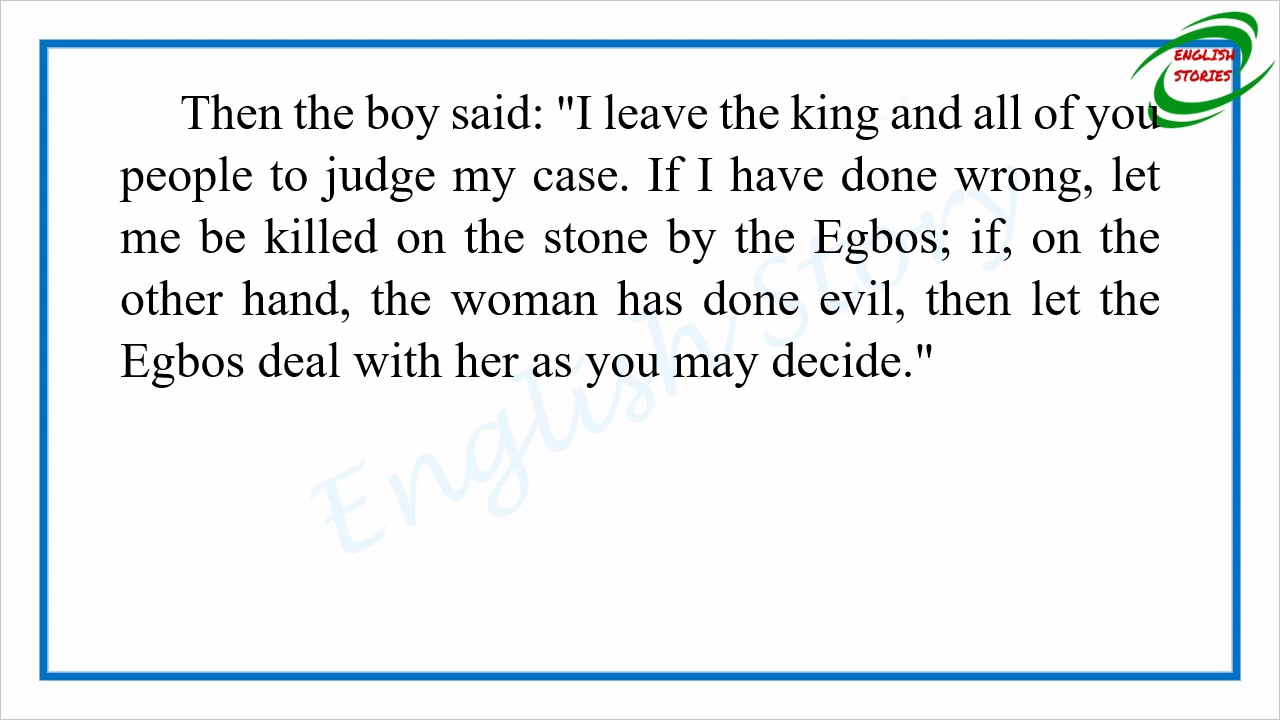 ENGLISH
STORIES
Then the boy said: "I leave the king and all of you
people to judge my case. If I have done wrong, let
me be killed on the stone by the Egbos; if, on the
other hand, the woman has done evil, then let the
Egbos deal with her as you may decide."
English Story